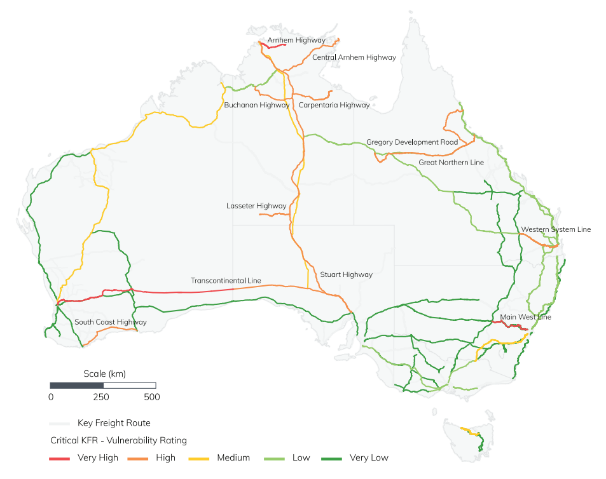 Arnhem Highway
Central Arnhem Highway
Buchanan Highway
Carpentaria Highway
Gregory Development Road
Great Northern Line
Lasseter Highway
Western System Line
Stuart Highway
Transcontinental Line
Main West Line
South Coast Highway
Scale (km)
0 250 500
Key Freight Route
Critical KFR - Vulnerability Rating
Very High High Medium Low Very Low